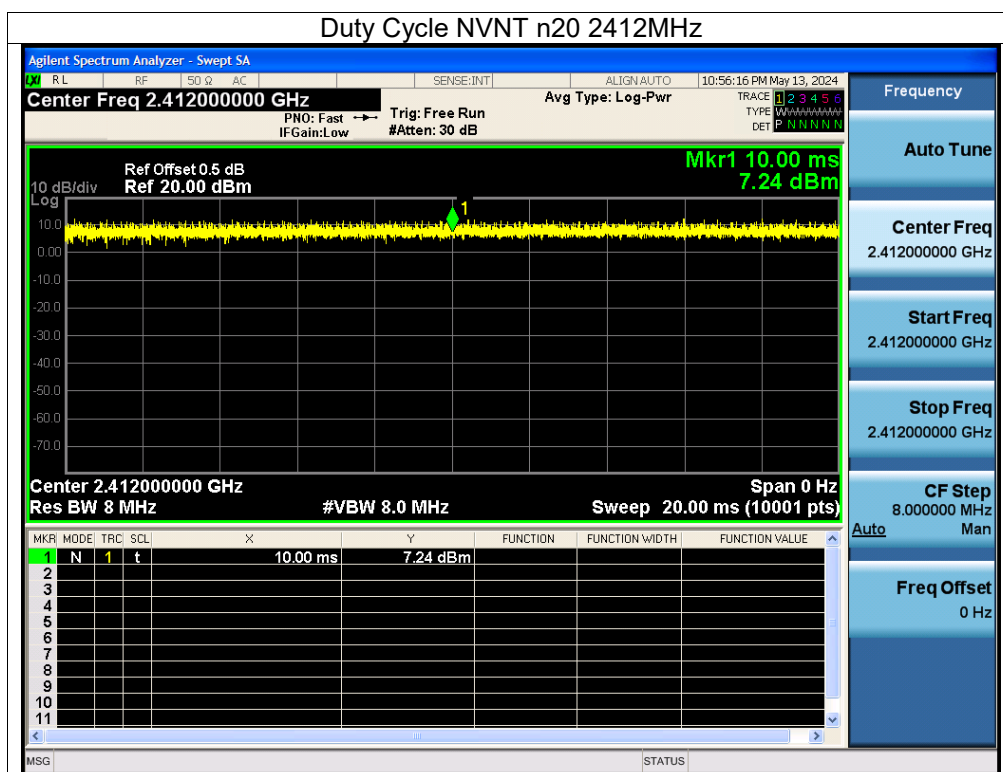 Duty Cycle NVNT n20 2412MHz
Agilent Spectrum Analyzer - Swept SA
LXI RL RF 50 Ω AC SENSE:INT ALIGN AUTO 10:56:16 PM May 13, 2024
Center Freq 2.412000000 GHz Avg Type: Log-Pwr TRACE 1 2 3 4 5 6
PNO: Fast Trig: Free Run TYPE WWWWWW
IFGain:Low #Atten: 30 dB DET P N N N N N
Mkr1 10.00 ms
7.24 dBm
Ref Offset 0.5 dB
10 dB/div Ref 20.00 dBm
Log
1
10.0
0.00
-10.0
-20.0
-30.0
-40.0
-50.0
-60.0
-70.0
Center 2.412000000 GHz Span 0 Hz
Res BW 8 MHz #VBW 8.0 MHz Sweep 20.00 ms (10001 pts)
MKR MODE TRC SCL X Y FUNCTION FUNCTION WIDTH FUNCTION VALUE
1 N 1 t 10.00 ms 7.24 dBm
2
3
4
5
6
7
8
9
10
11
MSG STATUS
Frequency
Auto Tune
Center Freq
2.412000000 GHz
Start Freq
2.412000000 GHz
Stop Freq
2.412000000 GHz
CF Step
8.000000 MHz
Auto Man
Freq Offset
0 Hz